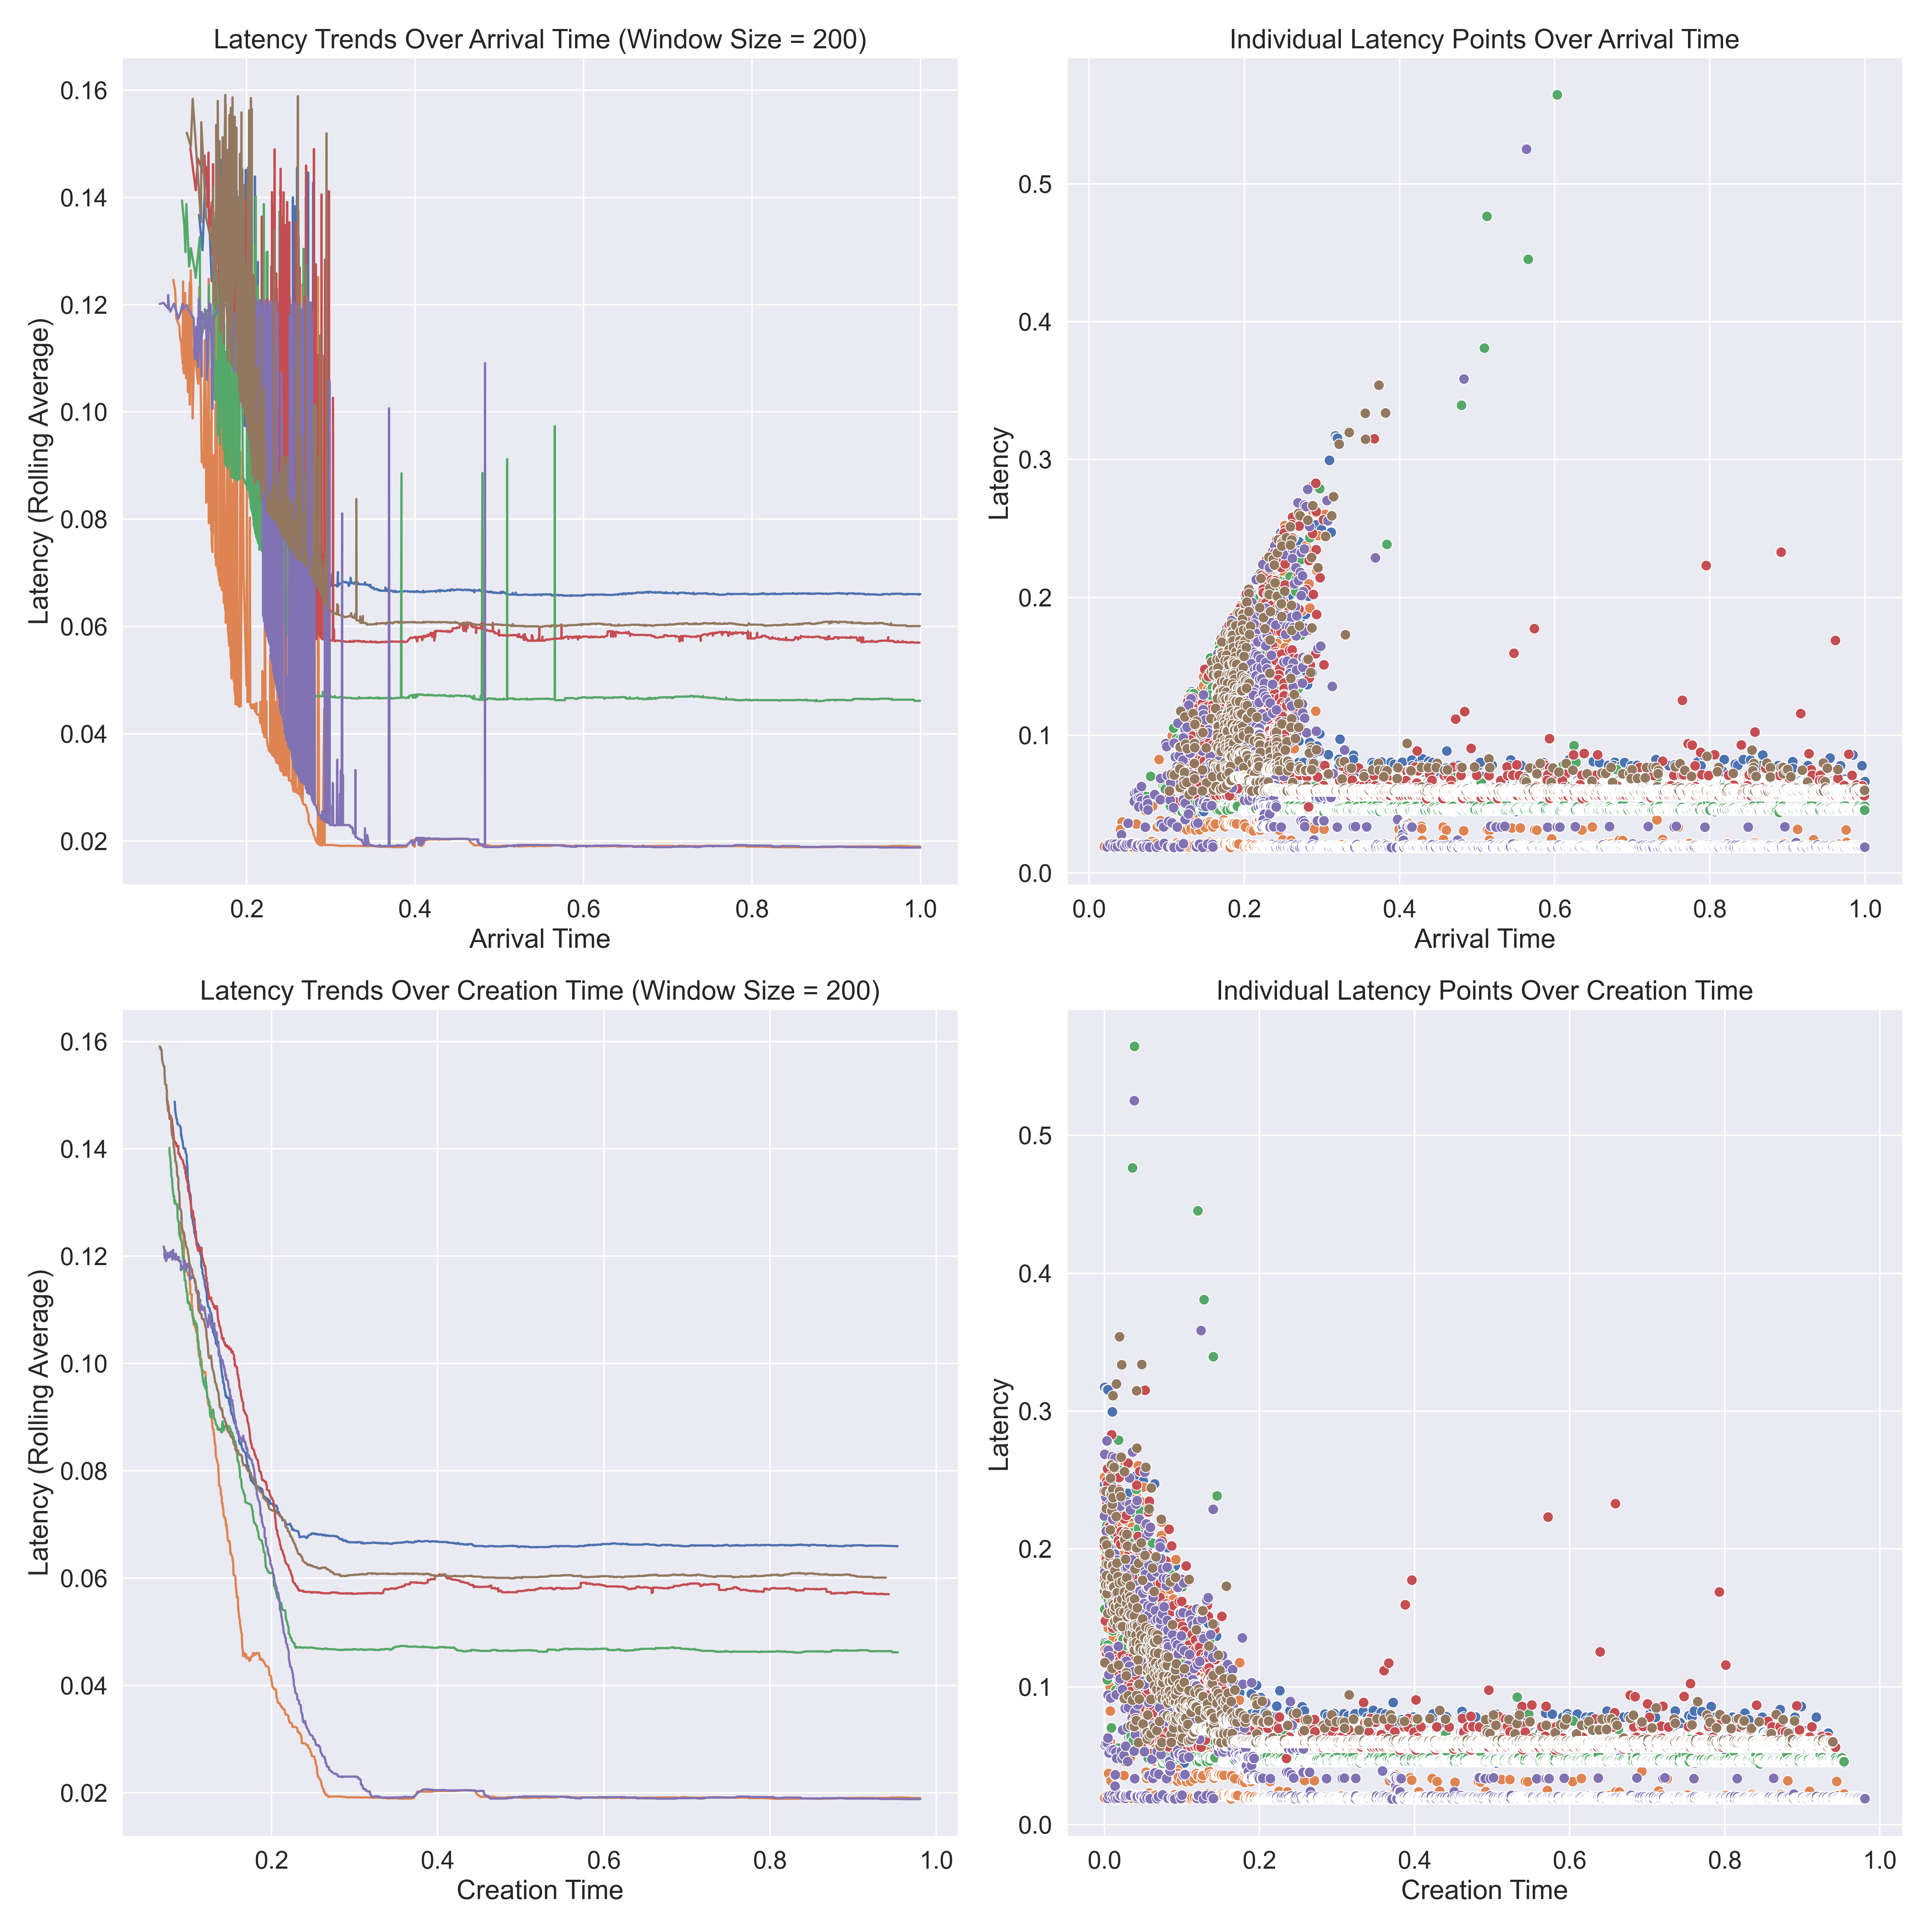 Latency Trends Over Arrival Time (Window Size = 200)
Latency (Rolling Average)
0.16
0.14
0.12
0.10
0.08
0.06
0.04
0.02
0.2 0.4 0.6 0.8 1.0
Arrival Time
Individual Latency Points Over Arrival Time
Latency
0.5
0.4
0.3
0.2
0.1
0.0
0.0 0.2 0.4 0.6 0.8 1.0
Arrival Time
Latency Trends Over Creation Time (Window Size = 200)
Latency (Rolling Average)
0.16
0.14
0.12
0.10
0.08
0.06
0.04
0.02
0.2 0.4 0.6 0.8 1.0
Creation Time
Individual Latency Points Over Creation Time
Latency
0.5
0.4
0.3
0.2
0.1
0.0
0.0 0.2 0.4 0.6 0.8 1.0
Creation Time